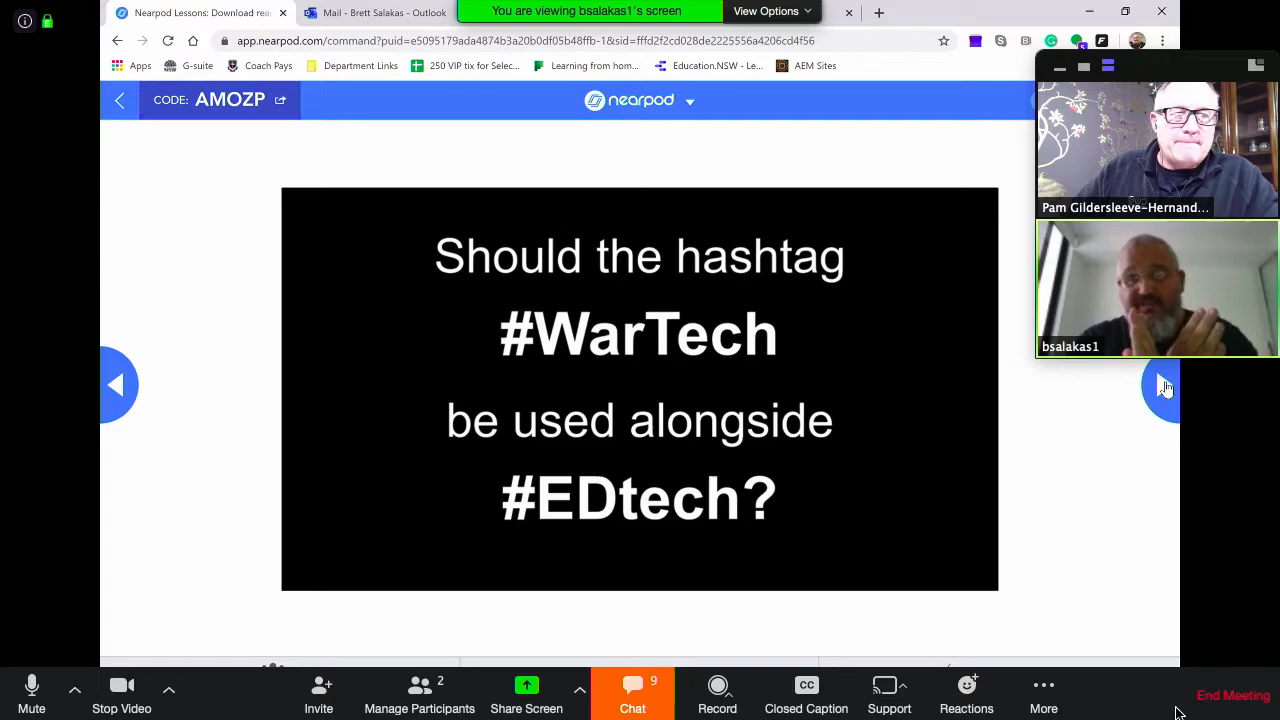 Nearpod Lessons: Download rea
Mail - Brett Salakas - Outlook
You are viewing bsalakas1's screen
View Options
app.nearpod.com/command?puid=e5095c79ada4874b3a20b0df05b48ffb-1&sid=fffd2f2cd028de2225556a4206cd4f56
Apps
G-suite
Coach Pays
Department Links
250 VIP tix for Selec...
Learning from hom...
Education.NSW - Le...
AEM Sites
CODE: AMOZP
nearpod
Pam Gildersleeve-Hernand...
bsalakas1
Should the hashtag
#WarTech
be used alongside
#EDtech?
Mute
Stop Video
Invite
Manage Participants
2
Share Screen
Chat
9
Record
CC
Closed Caption
Support
Reactions
More
End Meeting